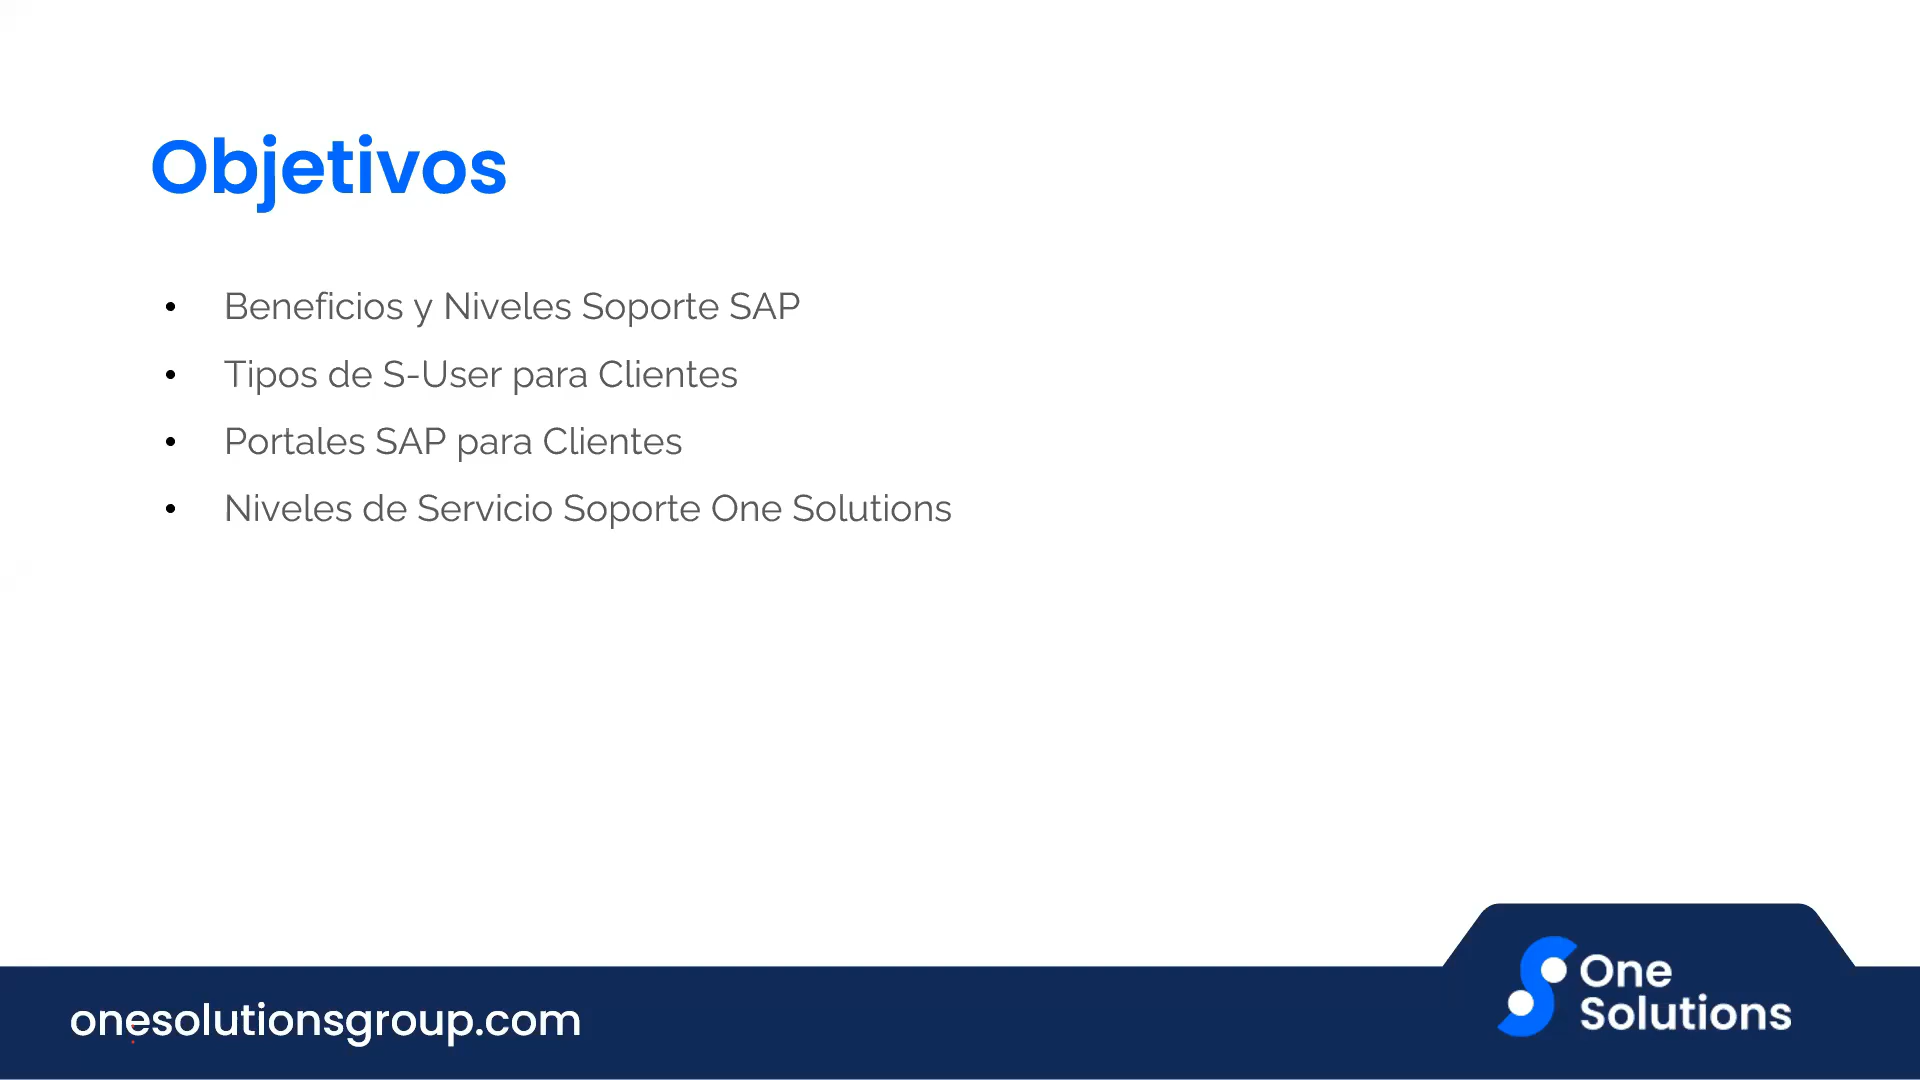 Objetivos
• Beneficios y Niveles Soporte SAP
• Tipos de S-User para Clientes
• Portales SAP para Clientes
• Niveles de Servicio Soporte One Solutions
onesolutionsgroup.com
One
Solutions